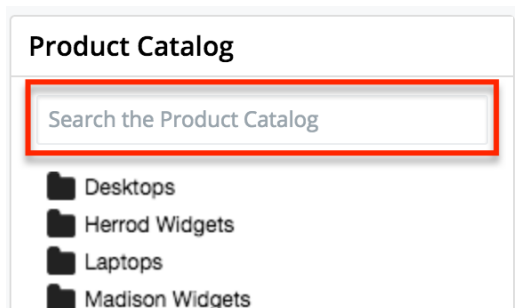 Product Catalog
Search the Product Catalog
Desktops
Herrod Widgets
Laptops
Madison Widgets